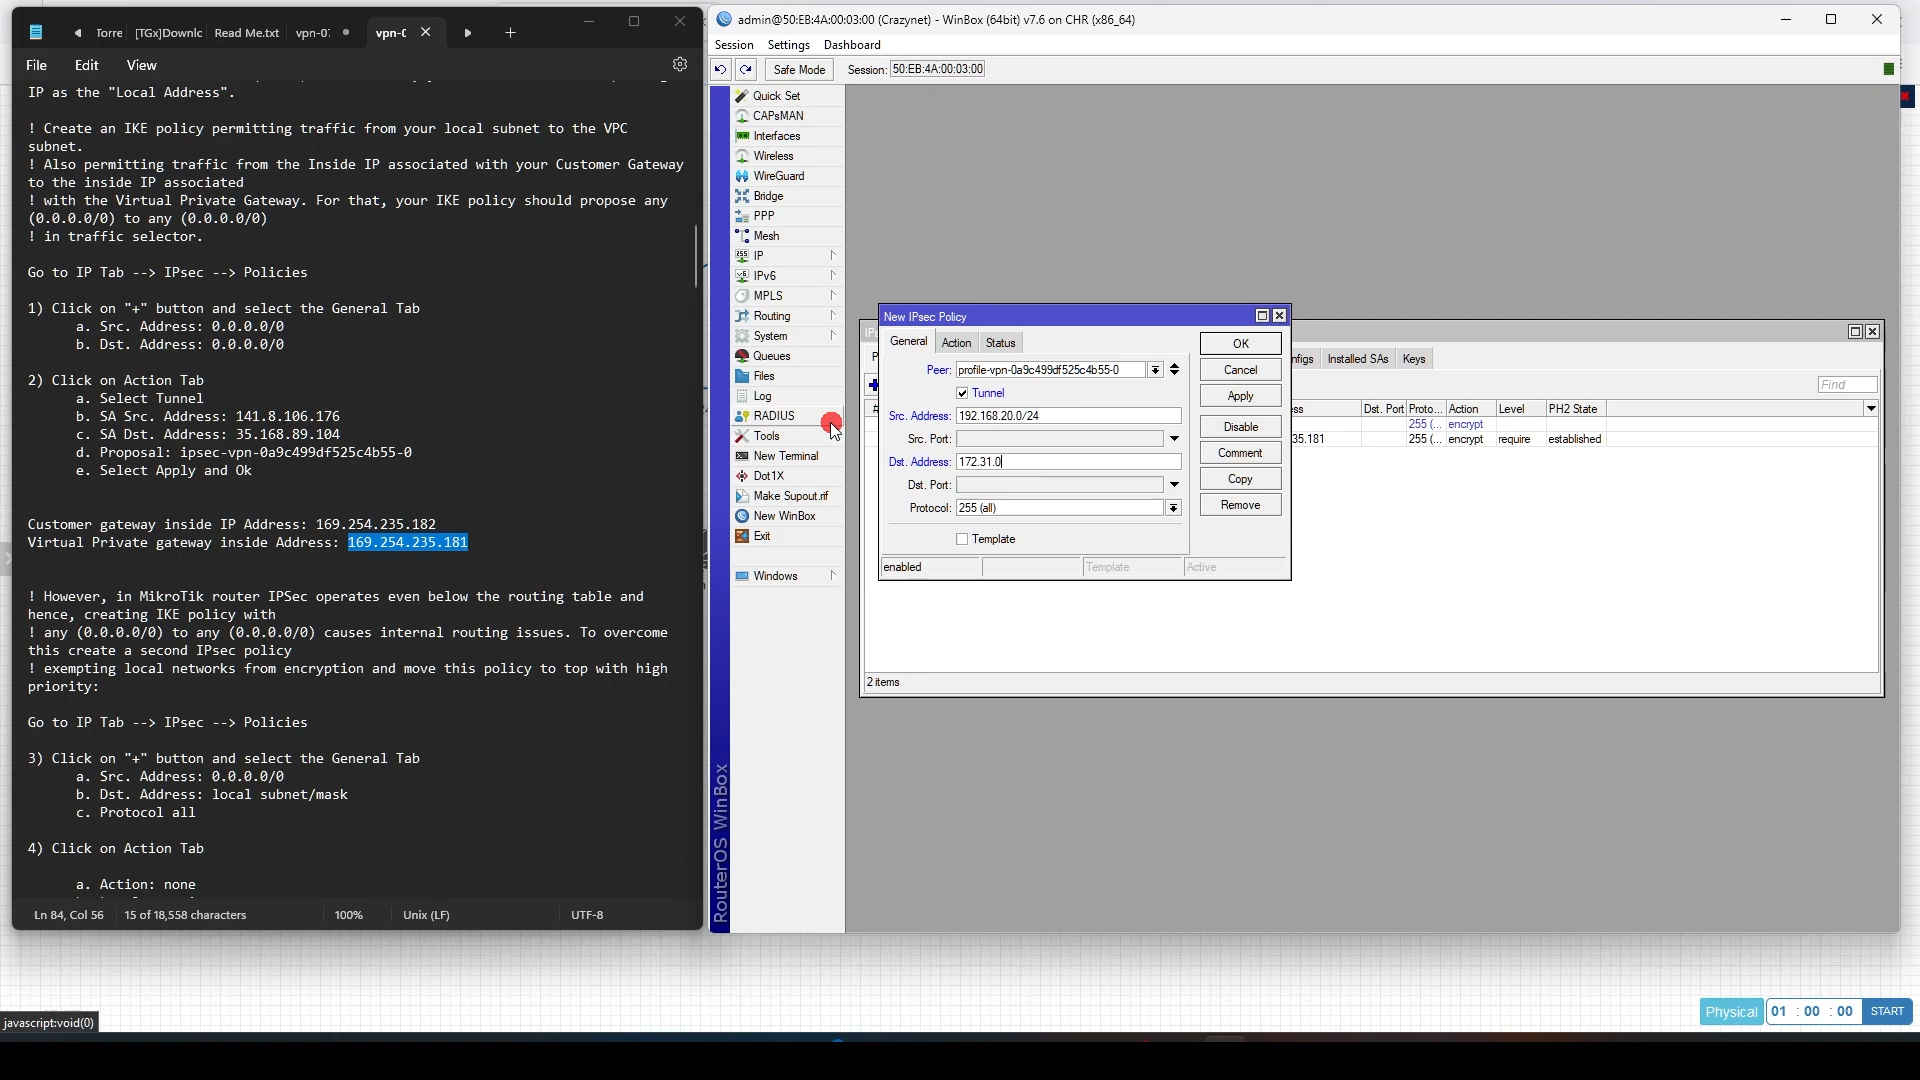 Torre
[TGx]Downlc
Read Me.txt
vpn-0
vpn-0
File
Edit
View
IP as the "Local Address".
! Create an IKE policy permitting traffic from your local subnet to the VPC
subnet.
! Also permitting traffic from the Inside IP associated with your Customer Gateway
to the inside IP associated
! with the Virtual Private Gateway. For that, your IKE policy should propose any
(0.0.0.0/0) to any (0.0.0.0/0)
! in traffic selector.
Go to IP Tab --> IPsec --> Policies
1) Click on "+" button and select the General Tab
a. Src. Address: 0.0.0.0/0
b. Dst. Address: 0.0.0.0/0
2) Click on Action Tab
a. Select Tunnel
b. SA Src. Address: 141.8.106.176
c. SA Dst. Address: 35.168.89.104
d. Proposal: ipsec-vpn-0a9c499df525c4b55-0
e. Select Apply and Ok
Customer gateway inside IP Address: 169.254.235.182
Virtual Private gateway inside Address: 169.254.235.181
! However, in MikroTik router IPSec operates even below the routing table and
hence, creating IKE policy with
! any (0.0.0.0/0) to any (0.0.0.0/0) causes internal routing issues. To overcome
this create a second IPsec policy
! exempting local networks from encryption and move this policy to top with high
priority:
Go to IP Tab --> IPsec --> Policies
3) Click on "+" button and select the General Tab
a. Src. Address: 0.0.0.0/0
b. Dst. Address: local subnet/mask
c. Protocol all
4) Click on Action Tab
a. Action: none
Ln 84, Col 56
15 of 18,558 characters
100%
Unix (LF)
UTF-8
javascript:void(0)
admin@50:EB:4A:00:03:00 (Crazynet) - WinBox (64bit) v7.6 on CHR (x86_64)
Session
Settings
Dashboard
Safe Mode
Session: 50:EB:4A:00:03:00
Quick Set
CAPsMAN
Interfaces
Wireless
WireGuard
Bridge
PPP
Mesh
IP
IPv6
MPLS
Routing
System
Queues
Files
Log
RADIUS
Tools
New Terminal
Dot1X
Make Supout.rif
New WinBox
Exit
Windows
RouterOS WinBox
New IPsec Policy
General
Action
Status
Peer: profile-vpn-0a9c499df525c4b55-0
Tunnel
Src. Address: 192.168.20.0/24
Src. Port:
Dst. Address: 172.31.0
Dst. Port:
Protocol: 255 (all)
Template
enabled
Template
Active
OK
Cancel
Apply
Disable
Comment
Copy
Remove
nfigs
Installed SAs
Keys
Find
#
ess
Dst. Port
Proto...
Action
Level
PH2 State
255 (...
encrypt
35.181
255 (...
encrypt
require
established
2 items
Physical
01 : 00 : 00
START